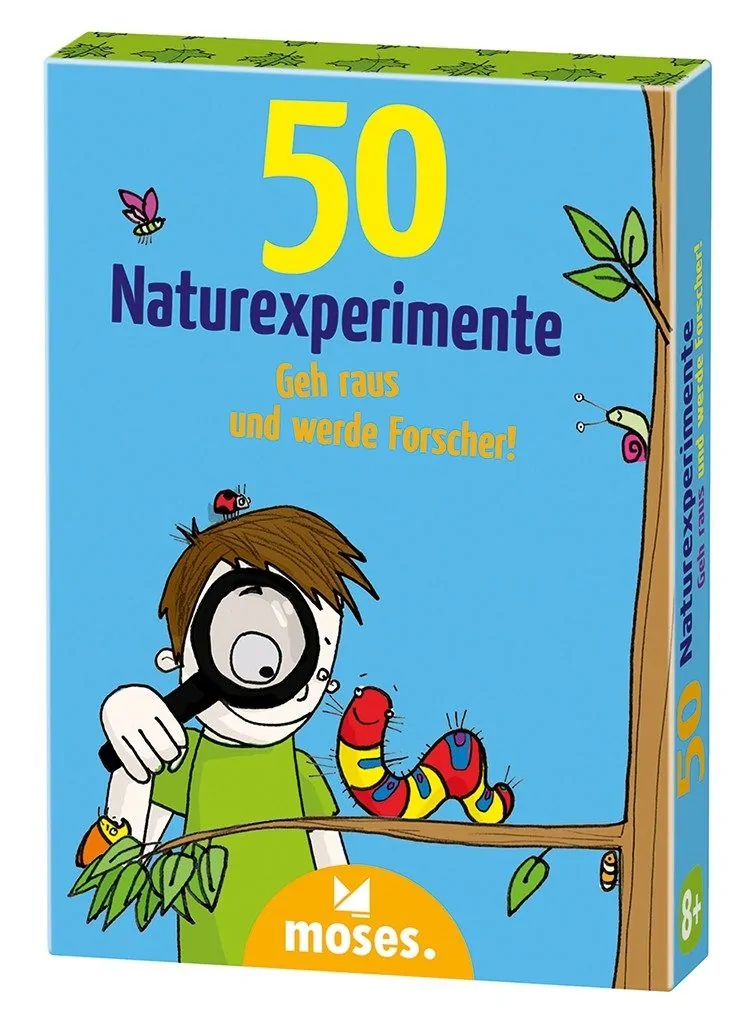 50
Naturexperimente
Geh raus
und werde Forscher!
moses.
50 Naturexperimente
Geh raus und werde Forscher!
8+